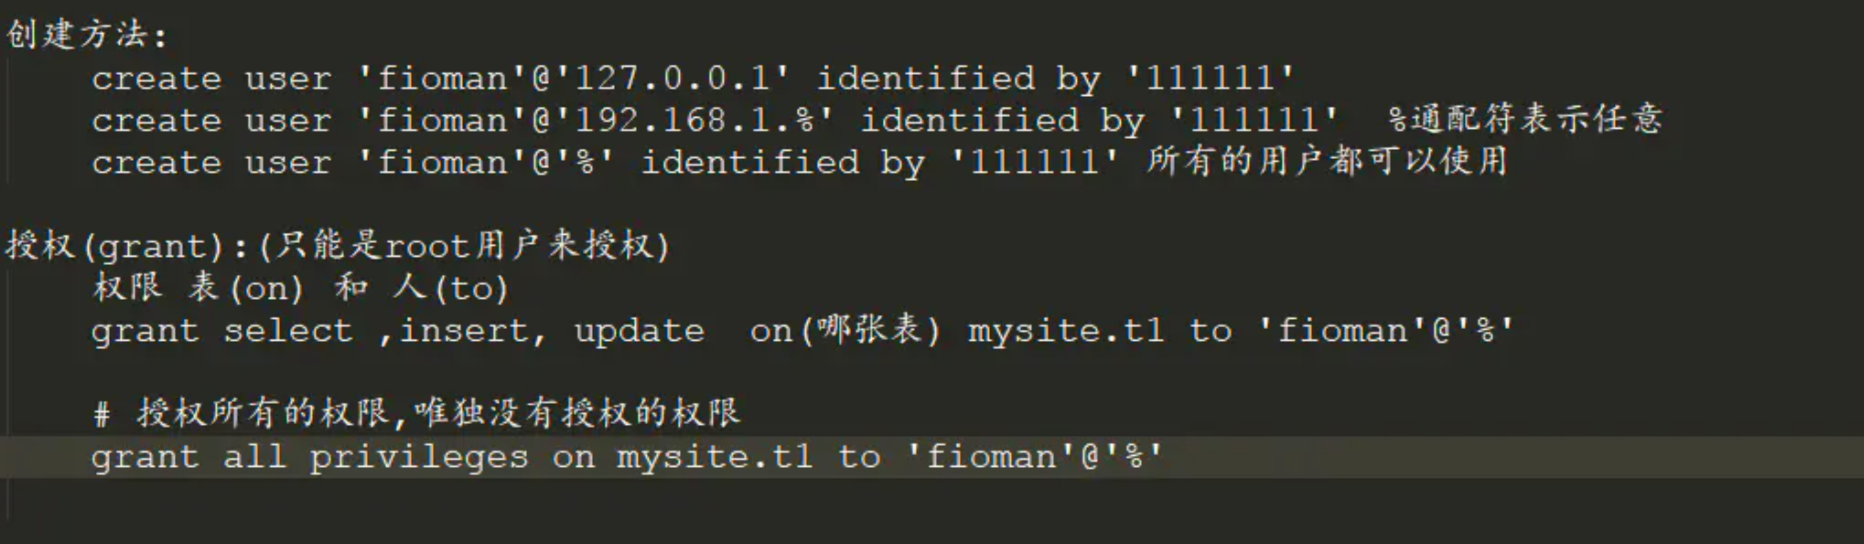 创建方法:
create user 'fioman'@'127.0.0.1' identified by '111111'
create user 'fioman'@'192.168.1.%' identified by '111111'  %通配符表示任意
create user 'fioman'@'%' identified by '111111' 所有的用户都可以使用
授权(grant):(只能是root用户来授权)
权限 表(on) 和 人(to)
grant select ,insert, update  on(哪张表) mysite.t1 to 'fioman'@'%'
# 授权所有的权限,唯独没有授权的权限
grant all privileges on mysite.t1 to 'fioman'@'%'